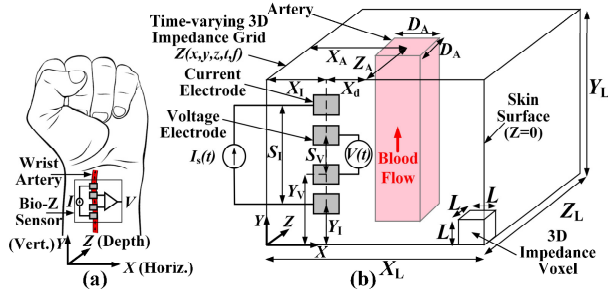 Wrist
Artery
Bio-Z
Sensor
I
V
(Vert.) Y
Z (Depth)
X (Horiz.)
(a)
Time-varying 3D
Impedance Grid
Z(x,y,z,t,f)
Current
Electrode
Voltage
Electrode
Artery
D_A
D_A
X_A
Z_A
X_I
X_d
I_s(t)
S_I
S_V
V(t)
Y_V
Y_I
Blood
Flow
Skin
Surface
(Z=0)
Y_L
Z_L
L
L
L
3D
Impedance
Voxel
Y
Z
X
X_L
(b)